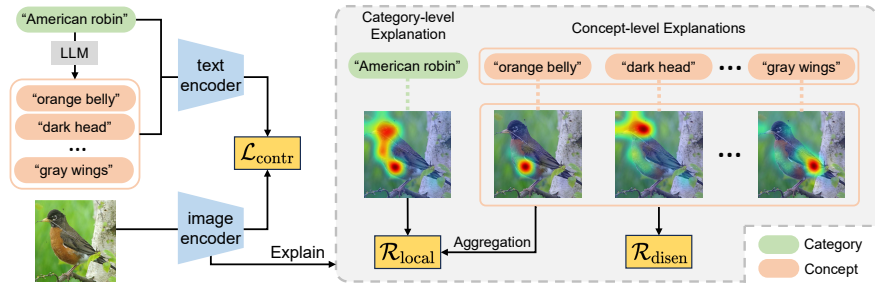 “American robin”
LLM
“orange belly”
“dark head”
...
“gray wings”
text
encoder
image
encoder
L_contr
Explain
Category-level
Explanation
“American robin”
Concept-level Explanations
“orange belly”
“dark head”
...
“gray wings”
...
R_local
Aggregation
R_disen
Category
Concept